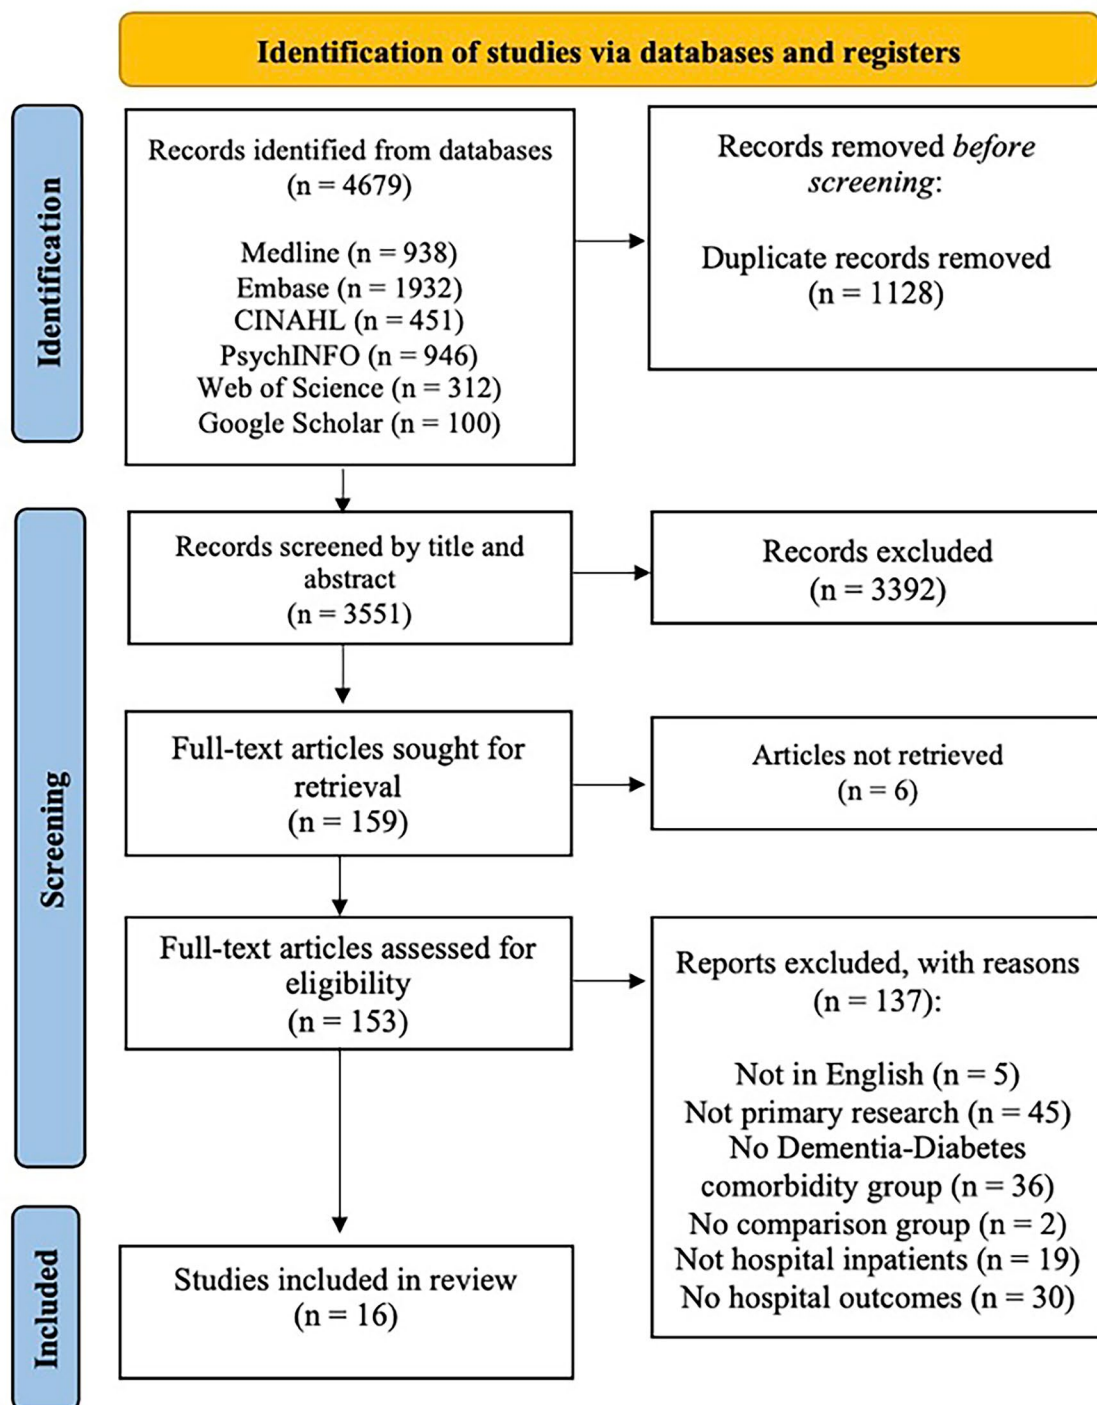 Identification of studies via databases and registers
Identification
Records identified from databases
(n = 4679)
Medline (n = 938)
Embase (n = 1932)
CINAHL (n = 451)
PsychINFO (n = 946)
Web of Science (n = 312)
Google Scholar (n = 100)
Records removed before
screening:
Duplicate records removed
(n = 1128)
Screening
Records screened by title and
abstract
(n = 3551)
Records excluded
(n = 3392)
Full-text articles sought for
retrieval
(n = 159)
Articles not retrieved
(n = 6)
Full-text articles assessed for
eligibility
(n = 153)
Reports excluded, with reasons
(n = 137):
Not in English (n = 5)
Not primary research (n = 45)
No Dementia-Diabetes
comorbidity group (n = 36)
No comparison group (n = 2)
Not hospital inpatients (n = 19)
No hospital outcomes (n = 30)
Included
Studies included in review
(n = 16)